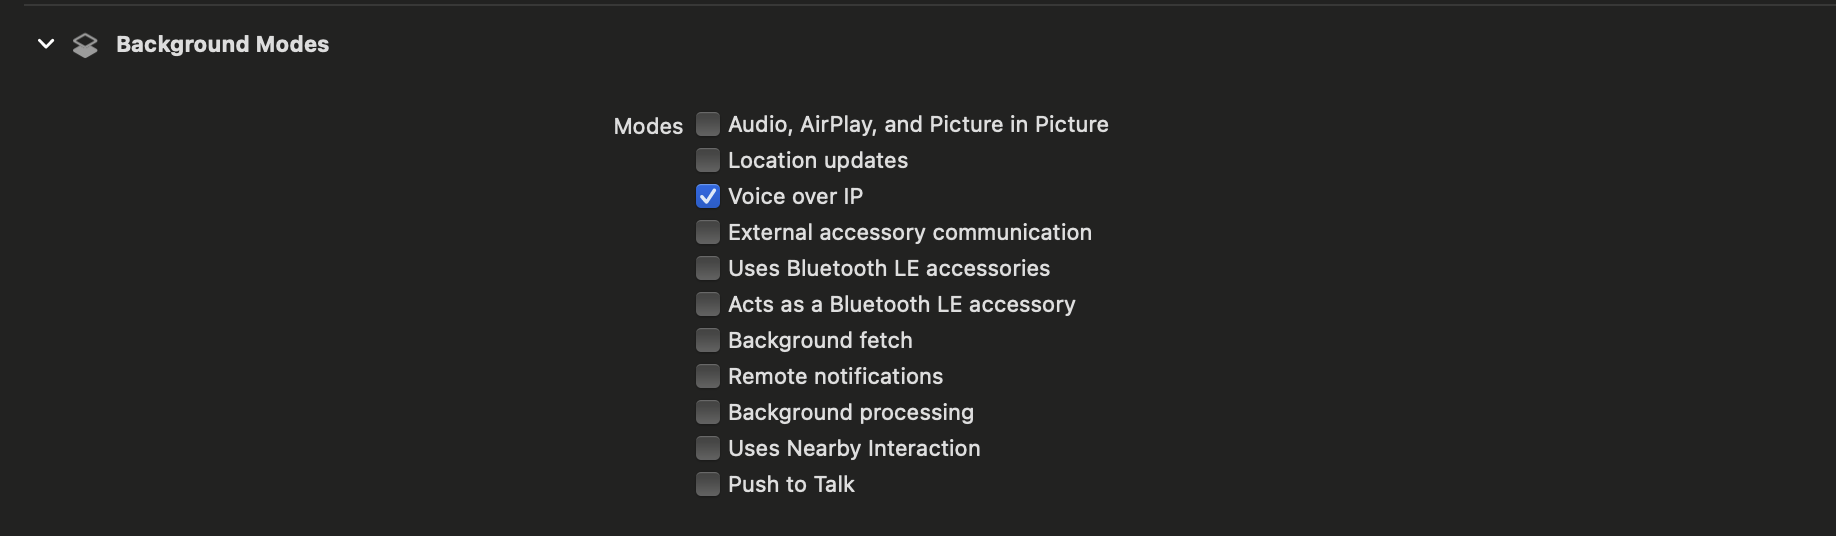 Background Modes
Modes
Audio, AirPlay, and Picture in Picture
Location updates
Voice over IP
External accessory communication
Uses Bluetooth LE accessories
Acts as a Bluetooth LE accessory
Background fetch
Remote notifications
Background processing
Uses Nearby Interaction
Push to Talk